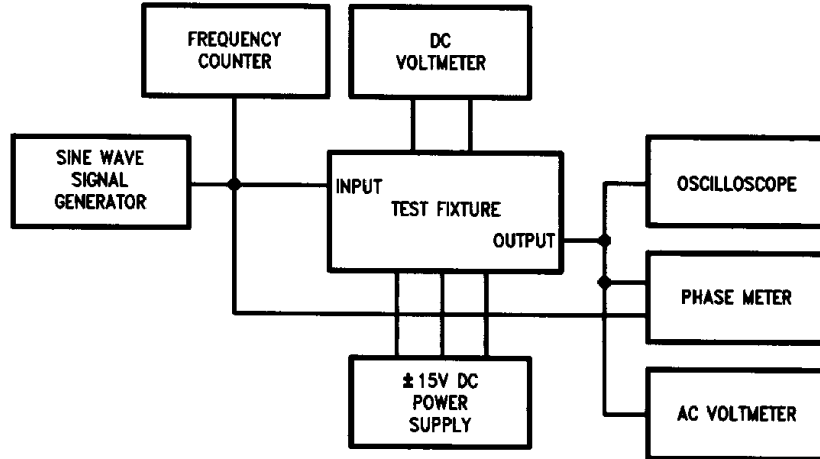 FREQUENCY
COUNTER
DC
VOLTMETER
SINE WAVE
SIGNAL
GENERATOR
INPUT
TEST FIXTURE
OUTPUT
OSCILLOSCOPE
PHASE METER
±15V DC
POWER
SUPPLY
AC VOLTMETER